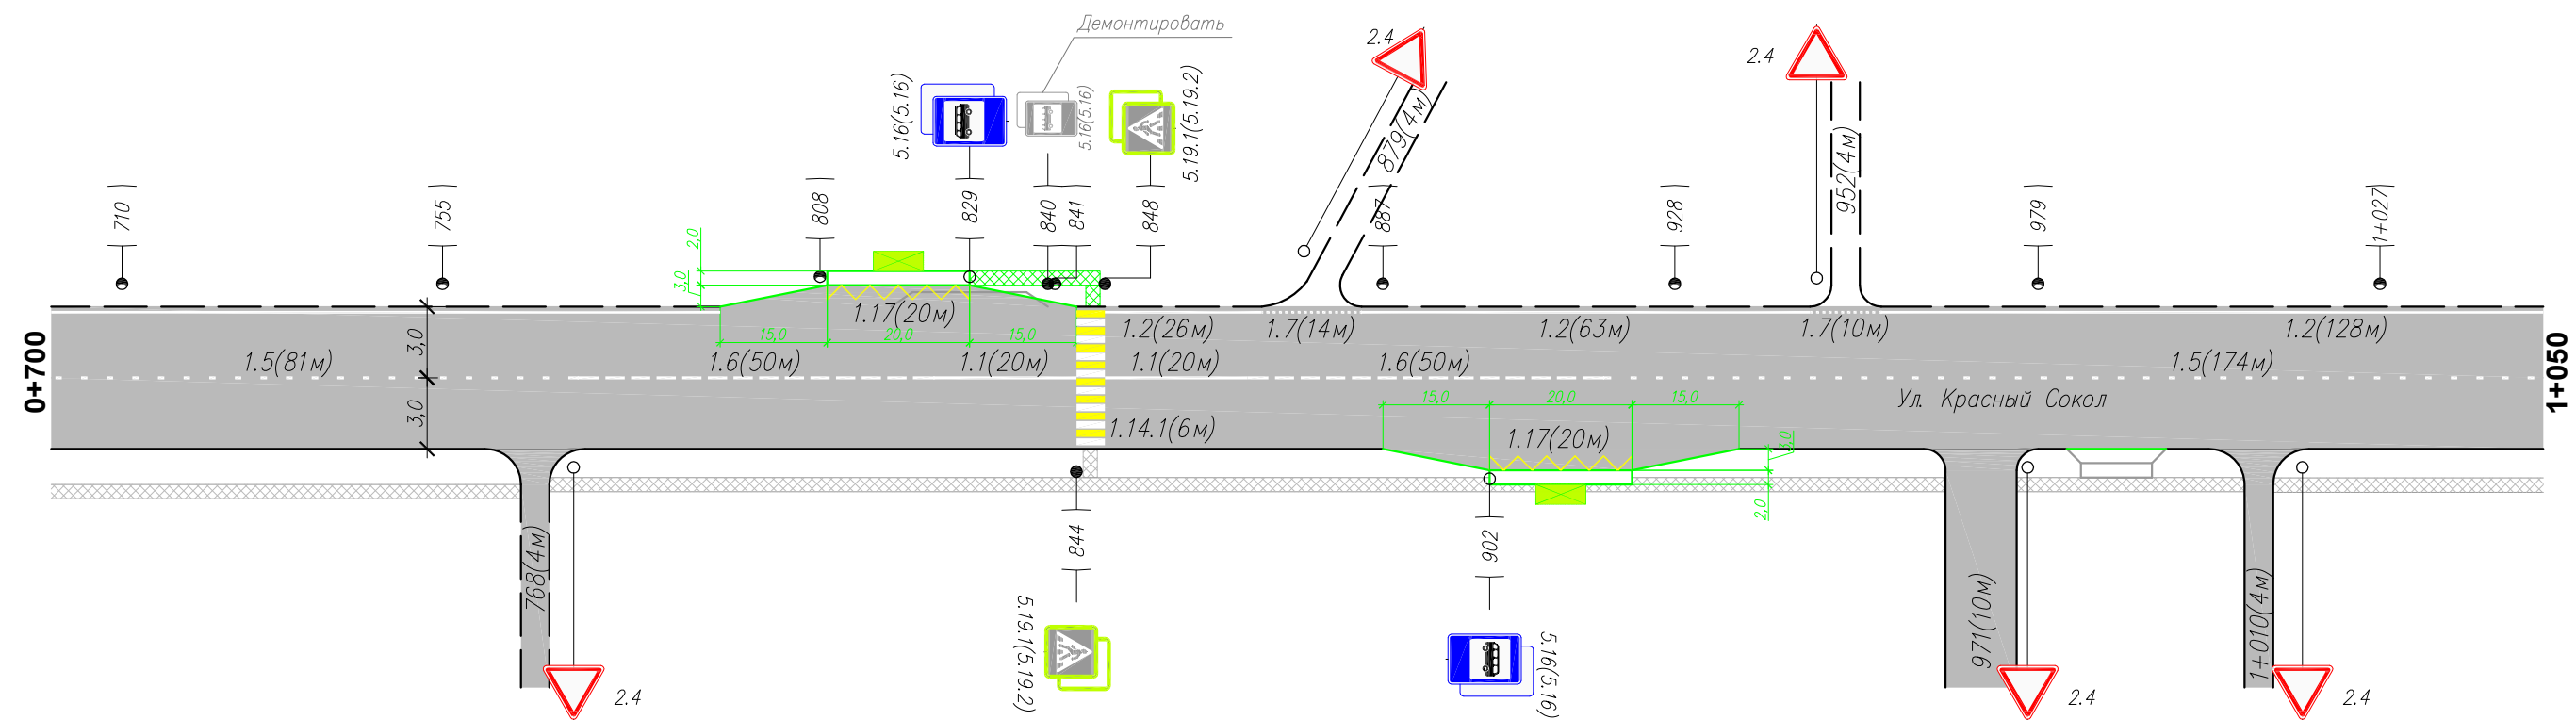 Демонтировать
2.4
2.4
5.16(5.16)
5.16(5.16)
5.19.1(5.19.2)
879(4м)
952(4м)
710
755
808
829
840
841
848
887
928
979
1+027
2,0
3,0
0+700
3,0
3,0
1.17(20м)
15,0
20,0
15,0
1.2(26м)
1.7(14м)
1.2(63м)
1.7(10м)
1.2(128м)
1.5(81м)
1.6(50м)
1.1(20м)
1.1(20м)
1.6(50м)
1.5(174м)
1+050
15,0
20,0
15,0
Ул. Красный Сокол
1.14.1(6м)
1.17(20м)
3,0
2,0
768(4м)
844
902
971(10м)
1+010(4м)
5.19.1(5.19.2)
5.16(5.16)
2.4
2.4
2.4